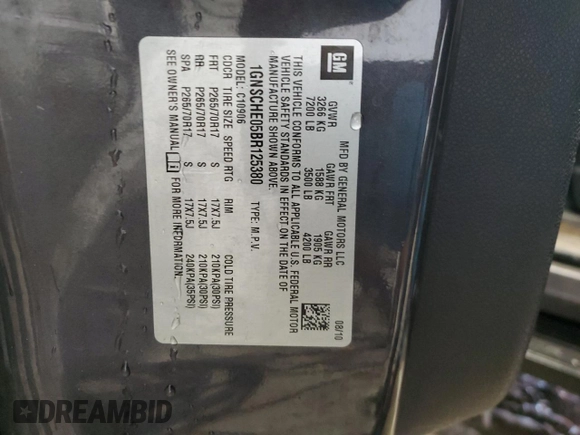 GM
MFD BY GENERAL MOTORS LLC
08/10
GVWR GAWR FRT GAWR RR
3266 KG 1588 KG 1905 KG
7200 LB 3500 LB 4200 LB
THIS VEHICLE CONFORMS TO ALL APPLICABLE U.S. FEDERAL MOTOR
VEHICLE SAFETY STANDARDS IN EFFECT ON THE DATE OF
MANUFACTURE SHOWN ABOVE.
1GNSCHE05BR125380 TYPE: M.P.V.
CDCR C10906
TIRE SIZE SPEED RTG RIM COLD TIRE PRESSURE
FRT P265/70R17 S 17X7.5J 210KPA(30PSI)
RR P265/70R17 S 17X7.5J 210KPA(30PSI)
SPA P265/70R17 S 17X7.5J 240KPA(35PSI)
SEE OWNER'S MANUAL FOR MORE INFORMATION.
DREAMBID